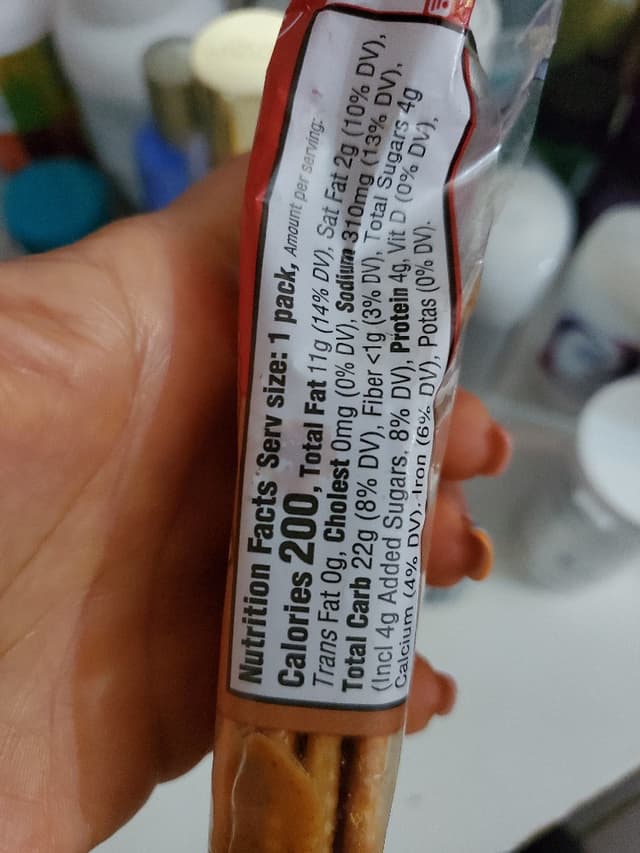 Nutrition Facts Serv size: 1 pack, Amount per serving:
Calories 200, Total Fat 11g (14% DV), Sat Fat 2g (10% DV),
Trans Fat 0g, Cholest 0mg (0% DV), Sodium 310mg (13% DV),
Total Carb 22g (8% DV), Fiber <1g (3% DV), Total Sugars 4g
(Incl 4g Added Sugars, 8% DV), Protein 4g, Vit D (0% DV),
Calcium (4% DV), Iron (6% DV), Potas (0% DV).